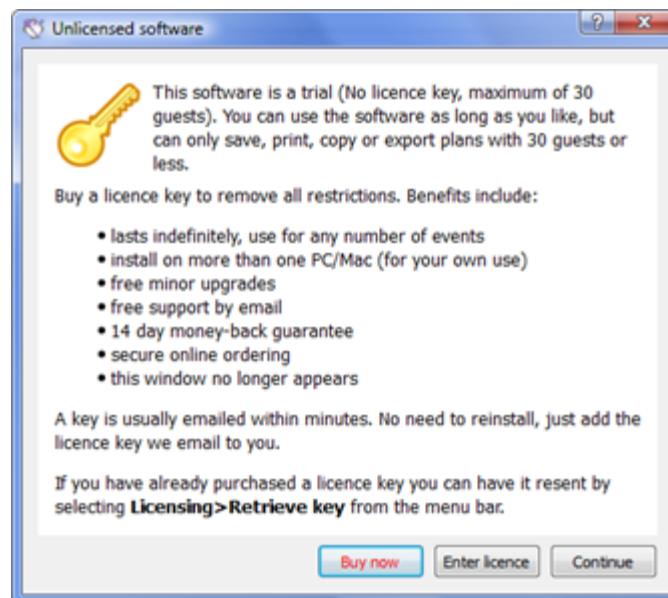 Unlicensed software
This software is a trial (No licence key, maximum of 30
guests). You can use the software as long as you like, but
can only save, print, copy or export plans with 30 guests or
less.
Buy a licence key to remove all restrictions. Benefits include:
• lasts indefinitely, use for any number of events
• install on more than one PC/Mac (for your own use)
• free minor upgrades
• free support by email
• 14 day money-back guarantee
• secure online ordering
• this window no longer appears
A key is usually emailed within minutes. No need to reinstall, just add the
licence key we email to you.
If you have already purchased a licence key you can have it resent by
selecting Licensing>Retrieve key from the menu bar.
Buy now Enter licence Continue